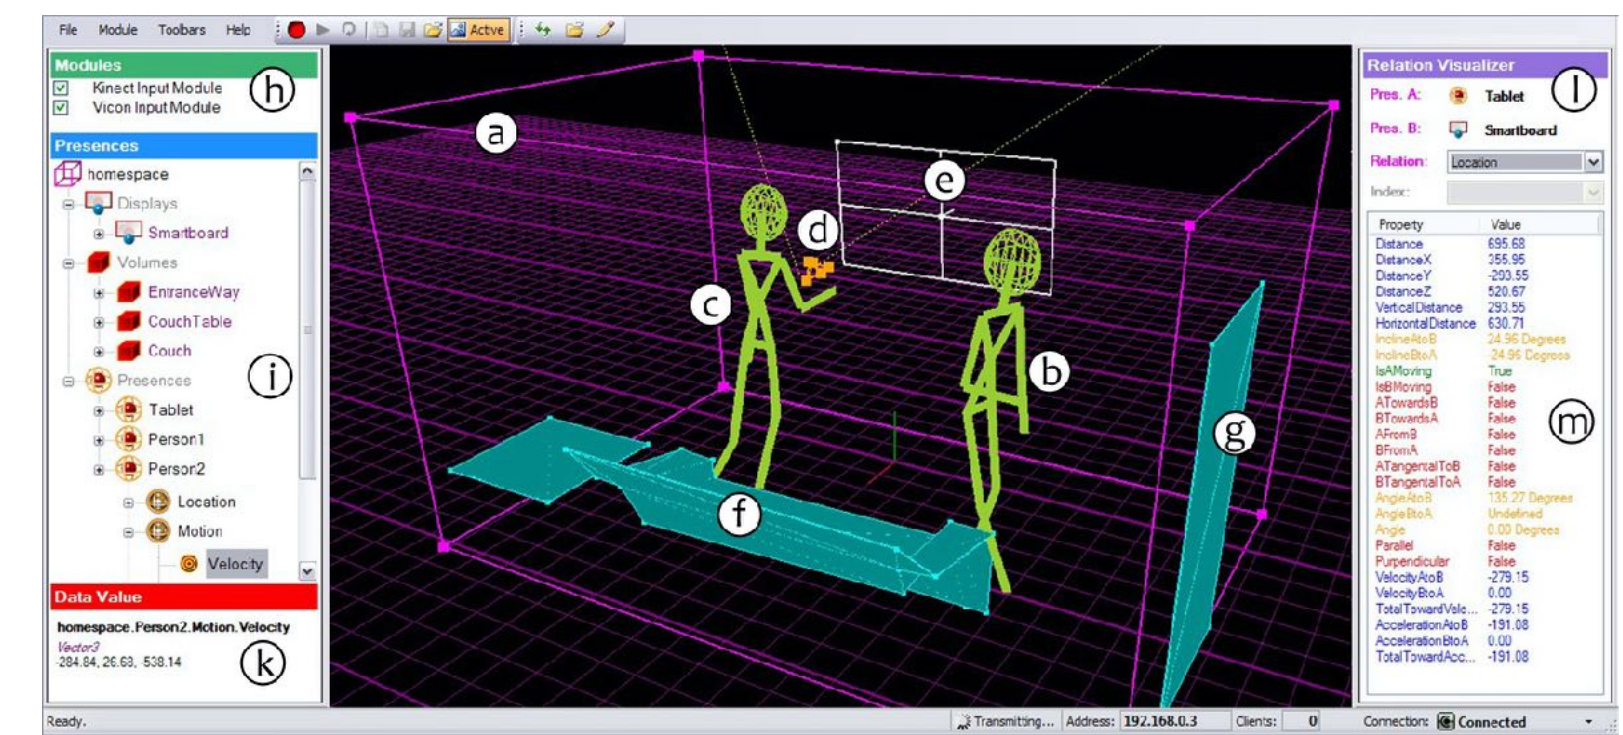 File Module Toolbars Help Active
Modules
Kinect Input Module
Vicon Input Module
h
Presences
homespace
Displays
Smartboard
Volumes
EntranceWay
CouchTable
Couch
Presences
i
Tablet
Person1
Person2
Location
Motion
Velocity
Data Value
homespace.Person2.Motion.Velocity
Vector3
-284.84, 26.63, -538.14
k
a
e
d
c
b
g
f
Relation Visualizer
Pres. A: Tablet
l
Pres. B: Smartboard
Relation: Location
Index:
Property Value
Distance 695.68
DistanceX 355.95
DistanceY -293.55
DistanceZ 520.67
VerticalDistance 293.55
HorizontalDistance 630.71
InclineAtoB 24.96 Degrees
InclineBtoA -24.96 Degrees
IsAMoving True
IsBMoving False
ATowardsB False
BTowardsA False
AFromB False
BFromA False
ATangentalToB False
BTangentalToA False
m
AngleAtoB 135.27 Degrees
AngleBtoA Undefined
Angle 0.00 Degrees
Parallel False
Purpendicular False
VelocityAtoB -279.15
VelocityBtoA 0.00
TotalTowardVelo... -279.15
AccelerationAtoB -191.08
AccelerationBtoA 0.00
TotalTowardAcc... -191.08
Ready. Transmitting... Address: 192.168.0.3 Clients: 0 Connection: Connected